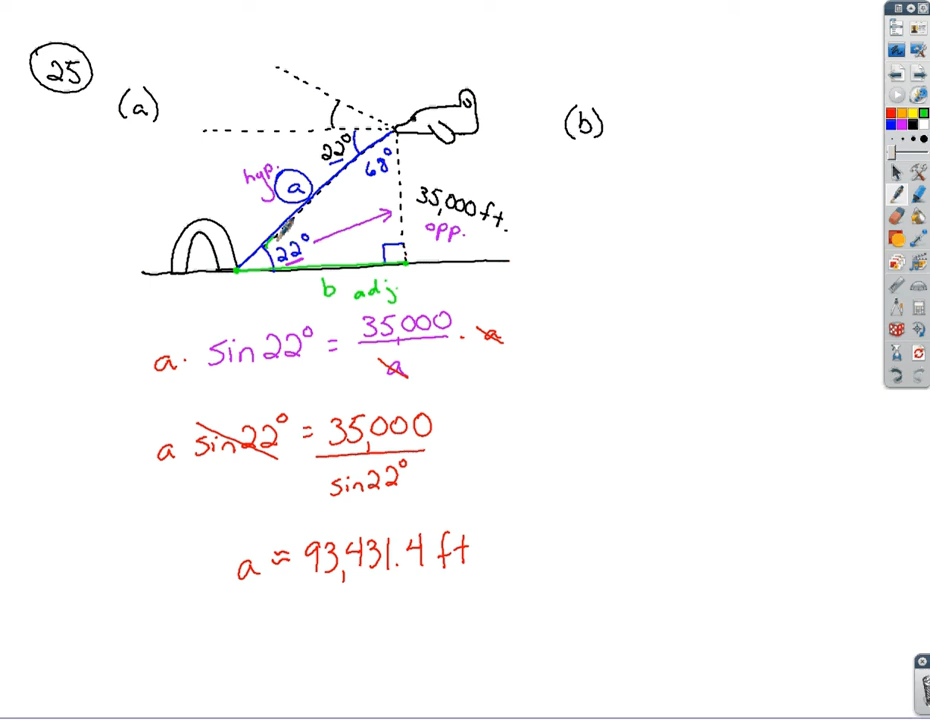 25
(a)
(b)
22°
68°
hyp.
a
35,000 ft.
opp.
22°
b adj.
a · sin 22° = 35,000 / a · a
a sin 22° = 35,000 / sin 22°
a ≈ 93,431.4 ft